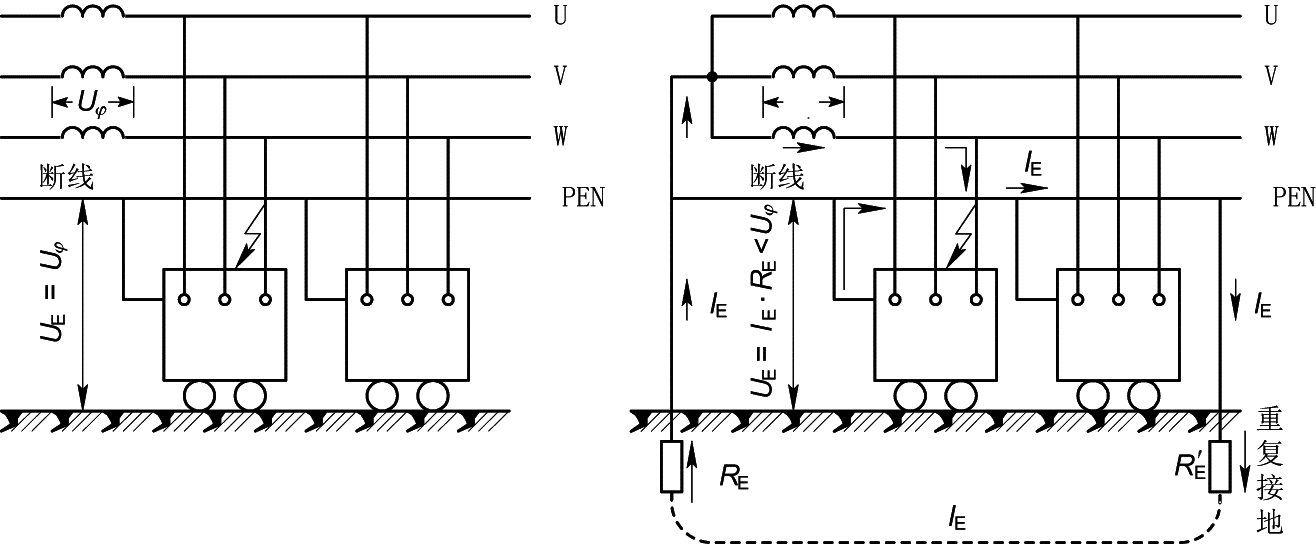 U
V
Uφ
W
断线
PEN
UE = Uφ
U
V
W
IE
断线
PEN
UE = IE · RE < Uφ
IE
IE
RE
R′E
IE
重复接地